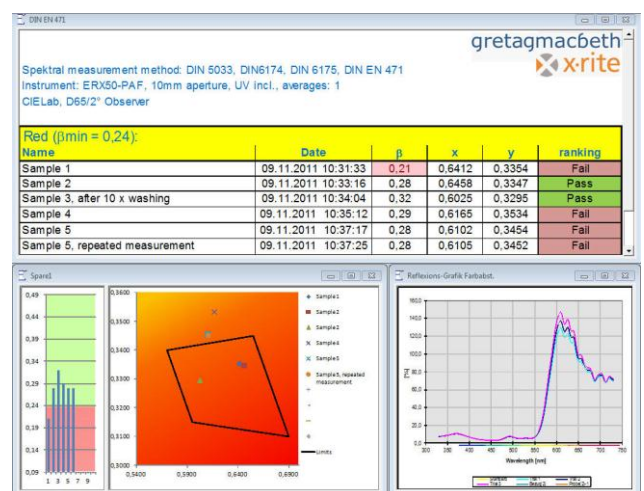 DIN EN 471
gretagmacbeth
x·rite
Spektral measurement method: DIN 5033, DIN6174, DIN 6175, DIN EN 471
Instrument: ERX50-PAF, 10mm aperture, UV incl., averages: 1
CIELab, D65/2° Observer
Red (βmin = 0,24):
Name Date β x y ranking
Sample 1 09.11.2011 10:31:33 0,21 0,6412 0,3354 Fail
Sample 2 09.11.2011 10:33:16 0,28 0,6458 0,3347 Pass
Sample 3, after 10 x washing 09.11.2011 10:34:04 0,32 0,6025 0,3295 Pass
Sample 4 09.11.2011 10:35:12 0,29 0,6165 0,3534 Fail
Sample 5 09.11.2011 10:37:17 0,28 0,6102 0,3454 Fail
Sample 5, repeated measurement 09.11.2011 10:37:25 0,28 0,6105 0,3452 Fail
Spare1
0,49
0,44
0,39
0,34
0,29
0,24
0,19
0,14
0,09
1 3 5 7 9
0,3600
0,3500
0,3400
0,3300
0,3200
0,3100
0,3000
0,5400 0,5900 0,6400 0,6900
Sample1
Sample2
Sample4
Sample5
Sample5, repeated
measurement
Limits
Reflexions-Grafik Farbabst.
160,0
140,0
120,0
100,0
80,0
60,0
40,0
20,0
0,0
[%]
300 350 400 450 500 550 600 650 700 750
Wavelength [nm]